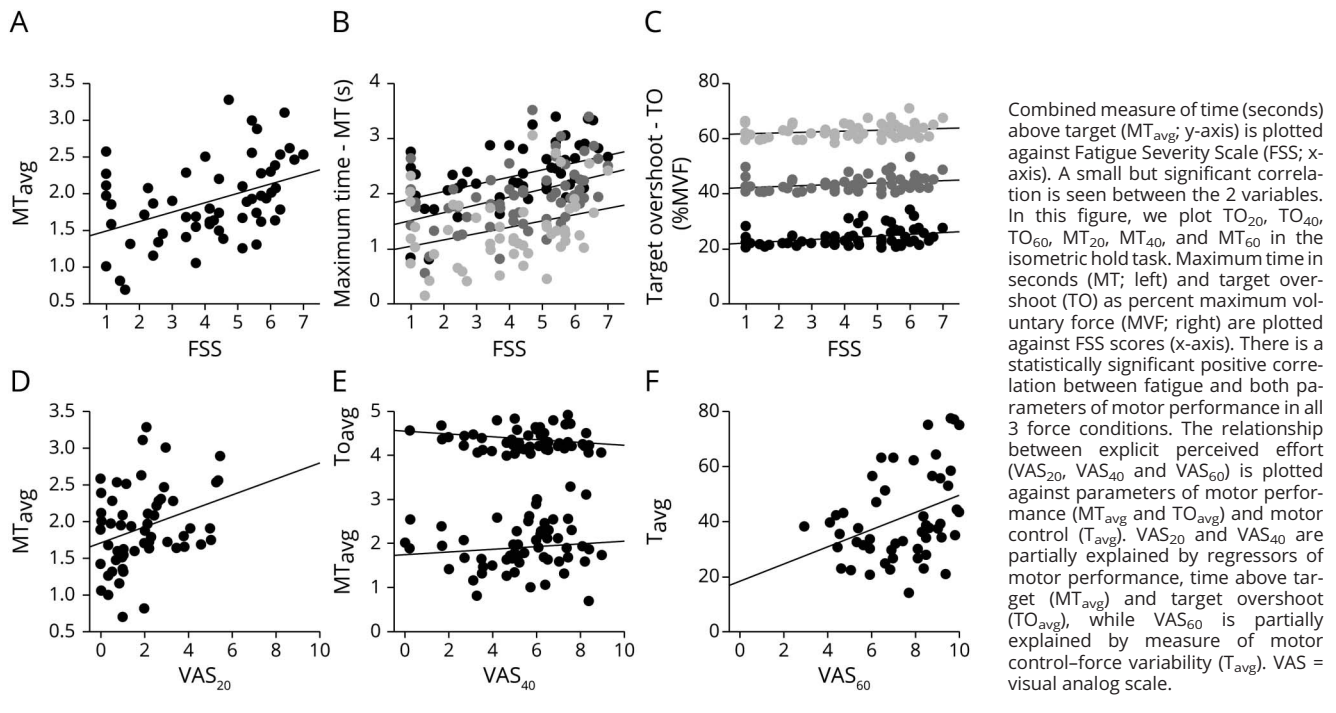 A
B
C
MTavg
3.5
3.0
2.5
2.0
1.5
1.0
0.5
1 2 3 4 5 6 7
FSS
Maximum time - MT (s)
4
3
2
1
0
1 2 3 4 5 6 7
FSS
Target overshoot - TO
(%MVF)
80
60
40
20
0
1 2 3 4 5 6 7
FSS
D
E
F
MTavg
3.5
3.0
2.5
2.0
1.5
1.0
0.5
0 2 4 6 8 10
VAS20
TOavg
MTavg
5
4
3
2
1
0
0 2 4 6 8 10
VAS40
Tavg
80
60
40
20
0
0 2 4 6 8 10
VAS60
Combined measure of time (seconds)
above target (MTavg; y-axis) is plotted
against Fatigue Severity Scale (FSS; x-
axis). A small but significant correla-
tion is seen between the 2 variables.
In this figure, we plot TO20, TO40,
TO60, MT20, MT40, and MT60 in the
isometric hold task. Maximum time in
seconds (MT; left) and target over-
shoot (TO) as percent maximum vol-
untary force (MVF; right) are plotted
against FSS scores (x-axis). There is a
statistically significant positive corre-
lation between fatigue and both pa-
rameters of motor performance in all
3 force conditions. The relationship
between explicit perceived effort
(VAS20, VAS40 and VAS60) is plotted
against parameters of motor perfor-
mance (MTavg and TOavg) and motor
control (Tavg). VAS20 and VAS40 are
partially explained by regressors of
motor performance, time above tar-
get (MTavg) and target overshoot
(TOavg), while VAS60 is partially
explained by measure of motor
control–force variability (Tavg). VAS =
visual analog scale.